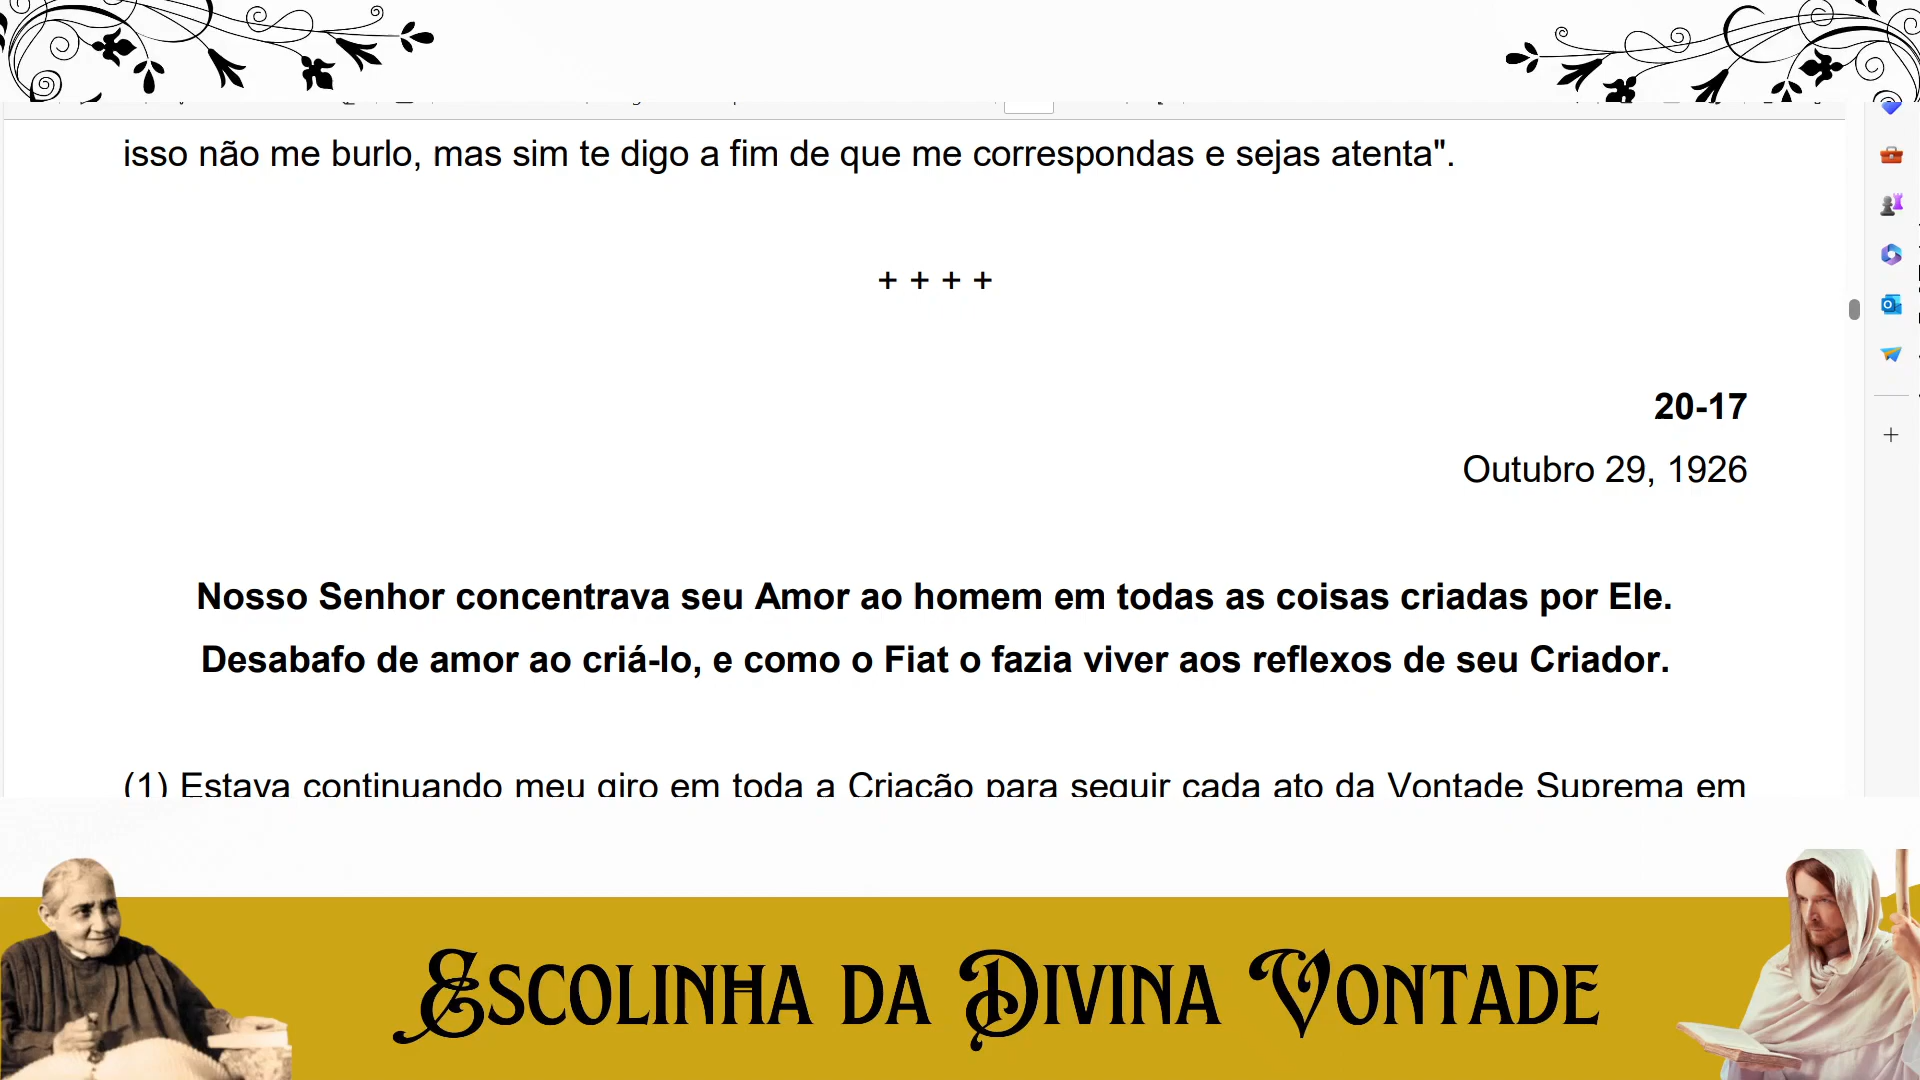 isso não me burlo, mas sim te digo a fim de que me correspondas e sejas atenta".
+ + + +
20-17
Outubro 29, 1926
Nosso Senhor concentrava seu Amor ao homem em todas as coisas criadas por Ele.
Desabafo de amor ao criá-lo, e como o Fiat o fazia viver aos reflexos de seu Criador.
(1) Estava continuando meu giro em toda a Criação para seguir cada ato da Vontade Suprema em
Escolinha da Divina Vontade